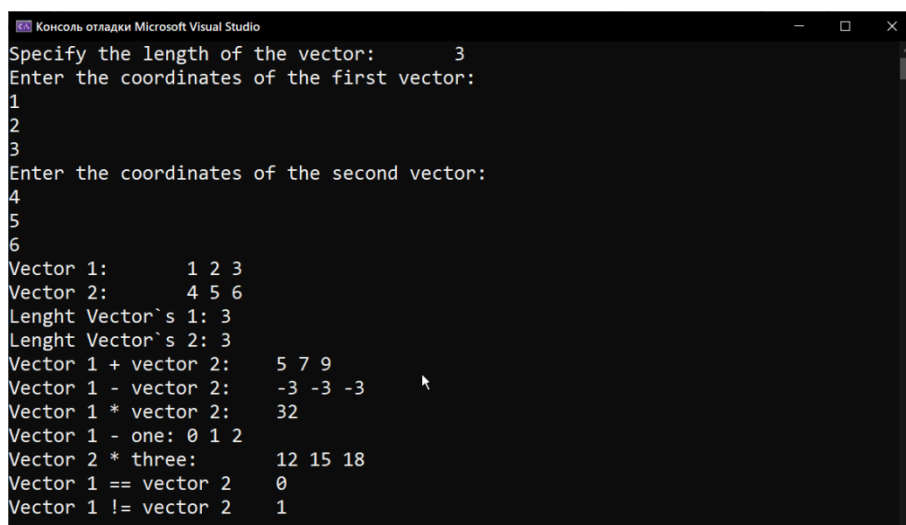 Консоль отладки Microsoft Visual Studio
Specify the length of the vector: 3
Enter the coordinates of the first vector:
1
2
3
Enter the coordinates of the second vector:
4
5
6
Vector 1: 1 2 3
Vector 2: 4 5 6
Lenght Vector`s 1: 3
Lenght Vector`s 2: 3
Vector 1 + vector 2: 5 7 9
Vector 1 - vector 2: -3 -3 -3
Vector 1 * vector 2: 32
Vector 1 - one: 0 1 2
Vector 2 * three: 12 15 18
Vector 1 == vector 2 0
Vector 1 != vector 2 1